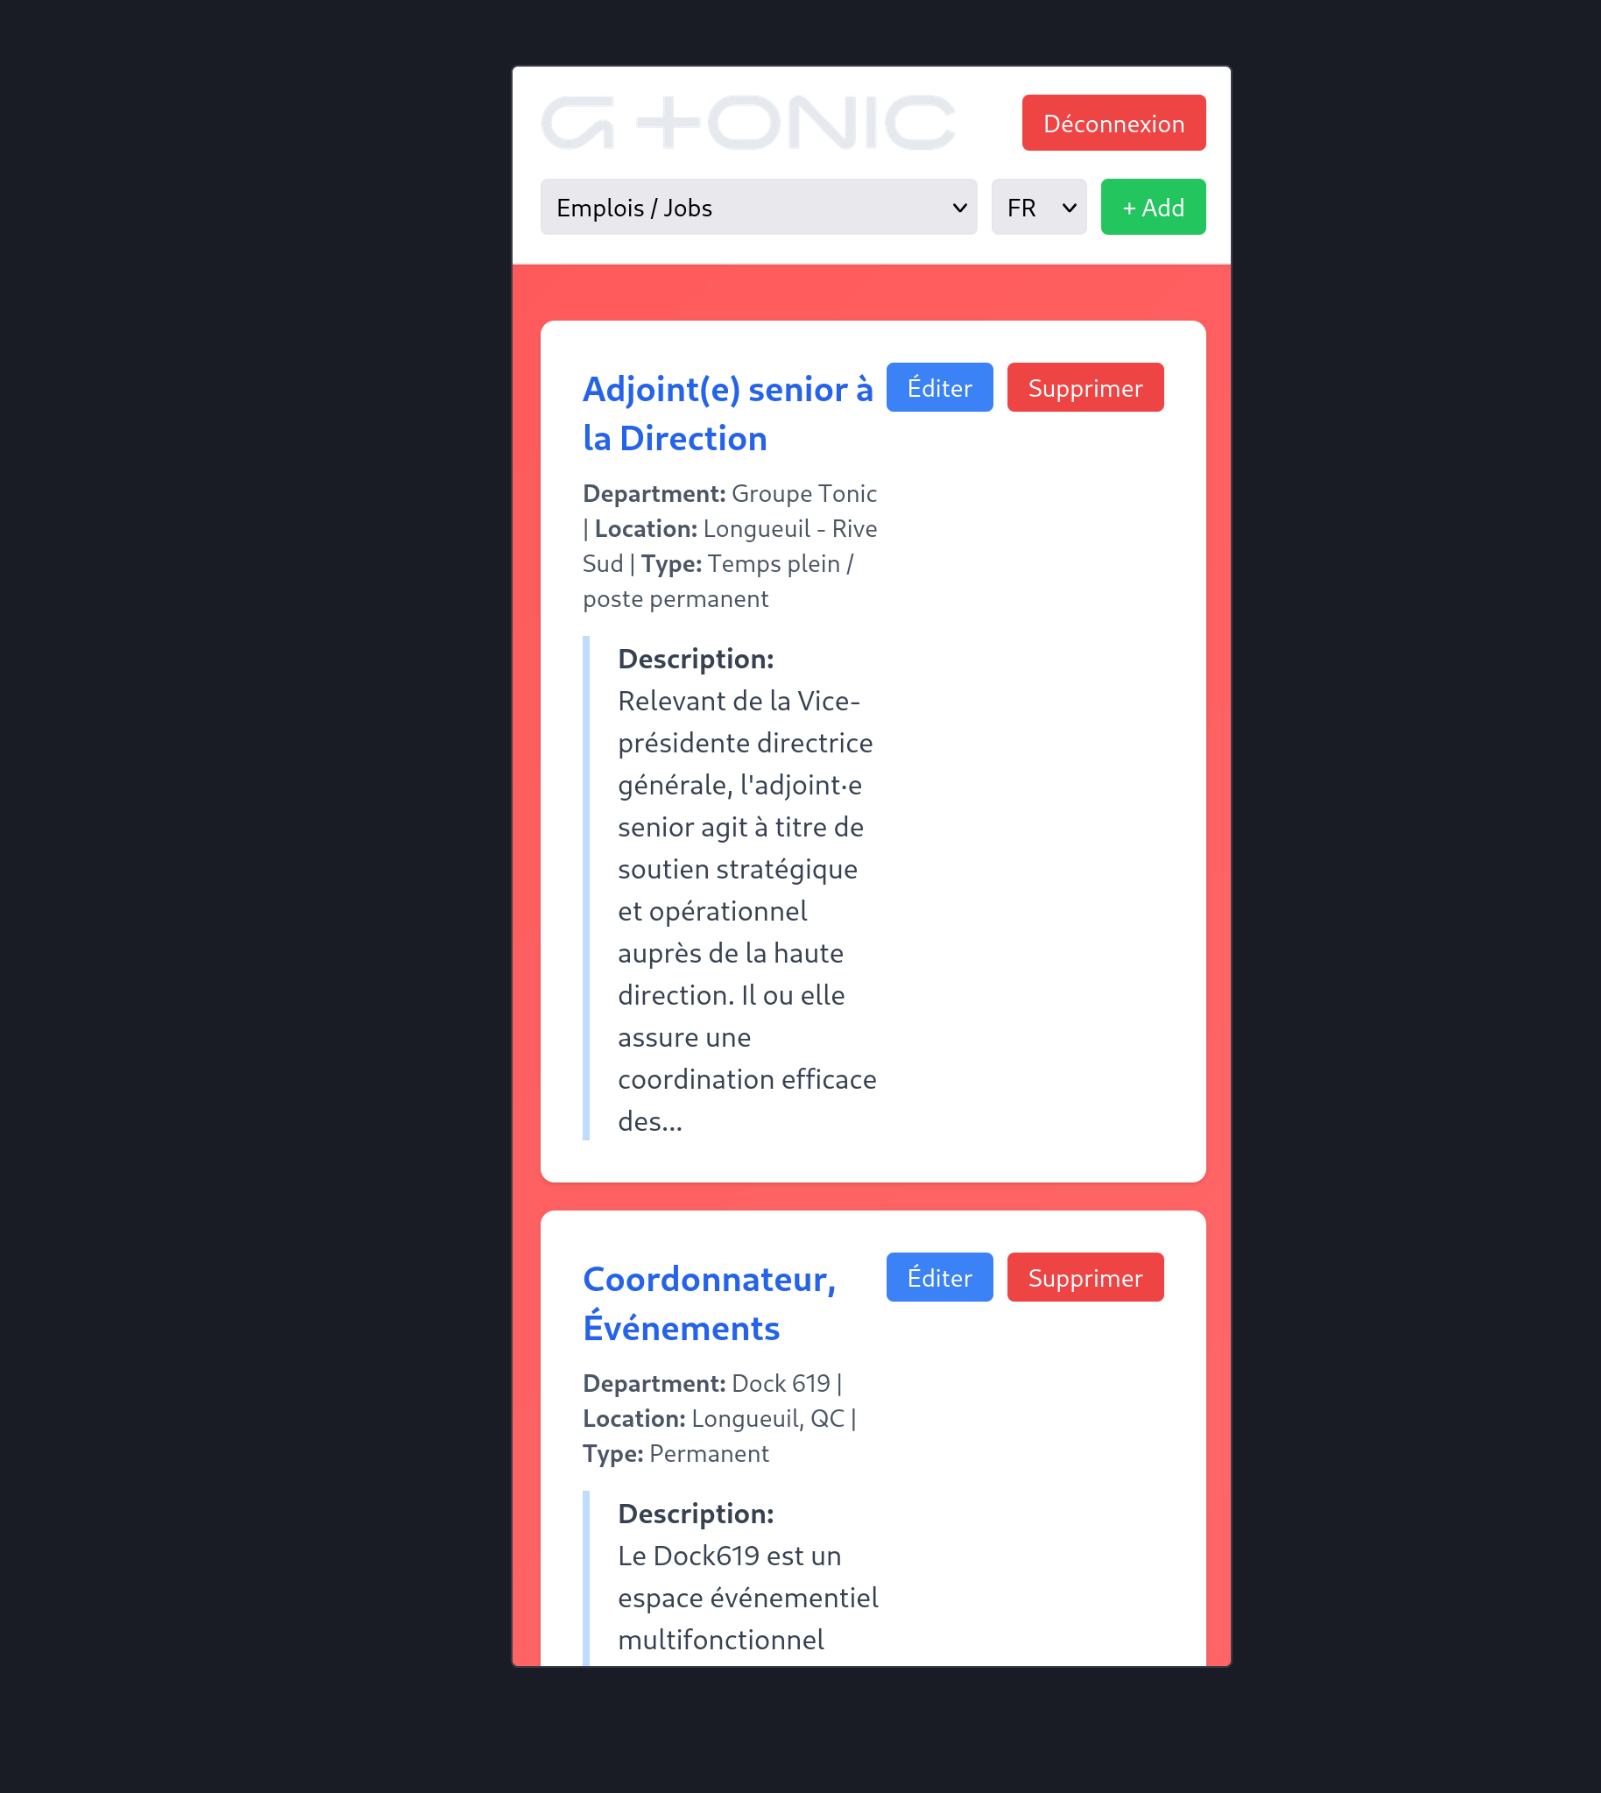 G+ONIC
Déconnexion
Emplois / Jobs
FR
+ Add
Adjoint(e) senior à
la Direction
Éditer
Supprimer
Department: Groupe Tonic
| Location: Longueuil - Rive
Sud | Type: Temps plein /
poste permanent
Description:
Relevant de la Vice-
présidente directrice
générale, l'adjoint·e
senior agit à titre de
soutien stratégique
et opérationnel
auprès de la haute
direction. Il ou elle
assure une
coordination efficace
des...
Coordonnateur,
Événements
Éditer
Supprimer
Department: Dock 619 |
Location: Longueuil, QC |
Type: Permanent
Description:
Le Dock619 est un
espace événementiel
multifonctionnel